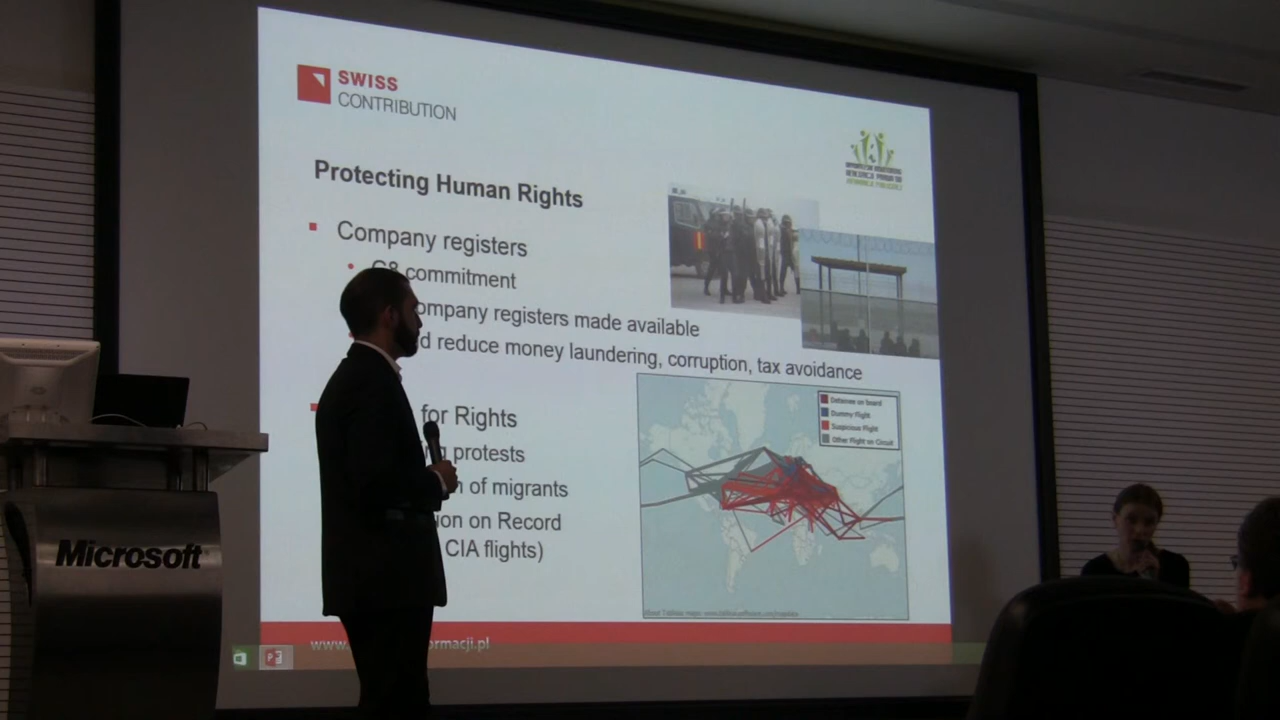 SWISS
CONTRIBUTION
Protecting Human Rights
Company registers
G8 commitment
ompany registers made available
d reduce money laundering, corruption, tax avoidance
for Rights
protests
n of migrants
ion on Record
CIA flights)
Detainee on board
Dummy Flight
Suspicious Flight
Other Flight on Circuit
www.
ormacji.pl
Microsoft